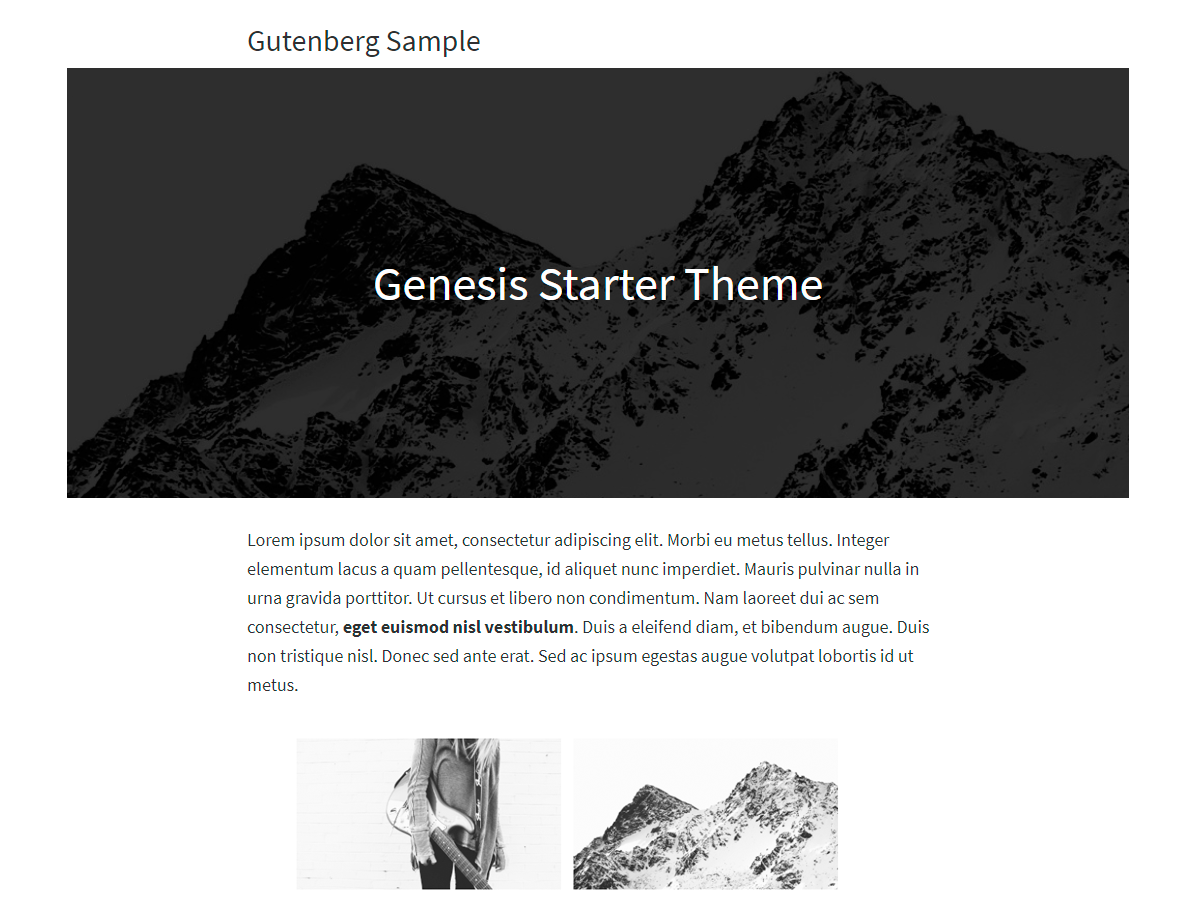 Gutenberg Sample
Genesis Starter Theme
Lorem ipsum dolor sit amet, consectetur adipiscing elit. Morbi eu metus tellus. Integer
elementum lacus a quam pellentesque, id aliquet nunc imperdiet. Mauris pulvinar nulla in
urna gravida porttitor. Ut cursus et libero non condimentum. Nam laoreet dui ac sem
consectetur, eget euismod nisl vestibulum. Duis a eleifend diam, et bibendum augue. Duis
non tristique nisl. Donec sed ante erat. Sed ac ipsum egestas augue volutpat lobortis id ut
metus.